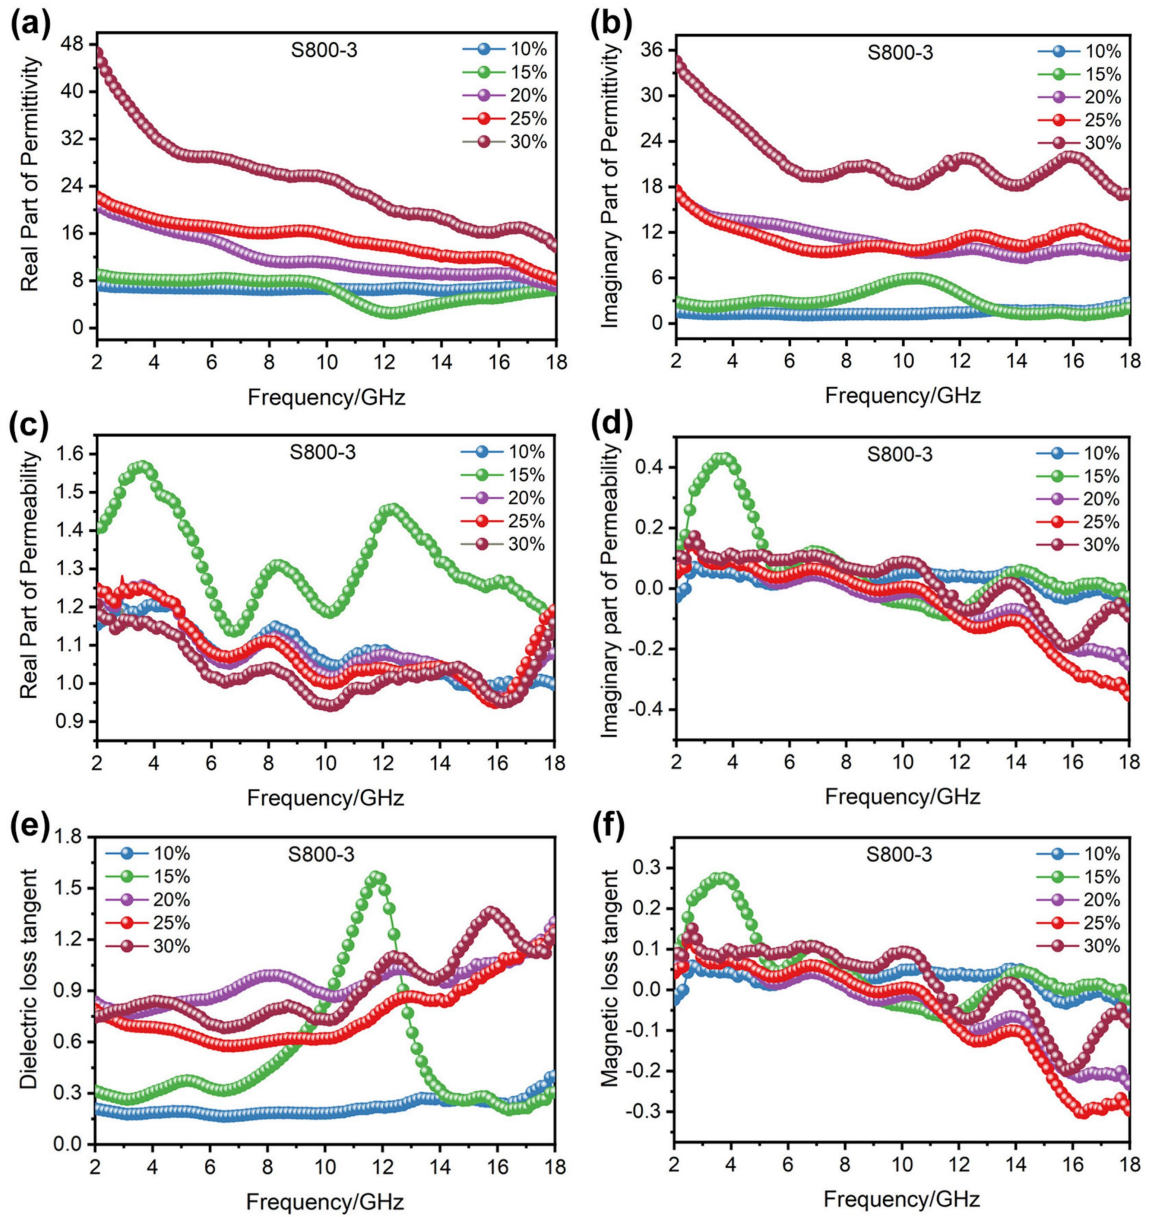 (a)
S800-3
10%
15%
20%
25%
30%
Real Part of Permittivity
48
40
32
24
16
8
0
2 4 6 8 10 12 14 16 18
Frequency/GHz
(b)
S800-3
10%
15%
20%
25%
30%
Imaginary Part of Permittivity
36
30
24
18
12
6
0
2 4 6 8 10 12 14 16 18
Frequency/GHz
(c)
S800-3
10%
15%
20%
25%
30%
Real Part of Permeability
1.6
1.5
1.4
1.3
1.2
1.1
1.0
0.9
2 4 6 8 10 12 14 16 18
Frequency/GHz
(d)
S800-3
10%
15%
20%
25%
30%
Imaginary part of Permeability
0.4
0.2
0.0
-0.2
-0.4
2 4 6 8 10 12 14 16 18
Frequency/GHz
(e)
S800-3
10%
15%
20%
25%
30%
Dielectric loss tangent
1.8
1.5
1.2
0.9
0.6
0.3
0.0
2 4 6 8 10 12 14 16 18
Frequency/GHz
(f)
S800-3
10%
15%
20%
25%
30%
Magnetic loss tangent
0.3
0.2
0.1
0.0
-0.1
-0.2
-0.3
2 4 6 8 10 12 14 16 18
Frequency/GHz